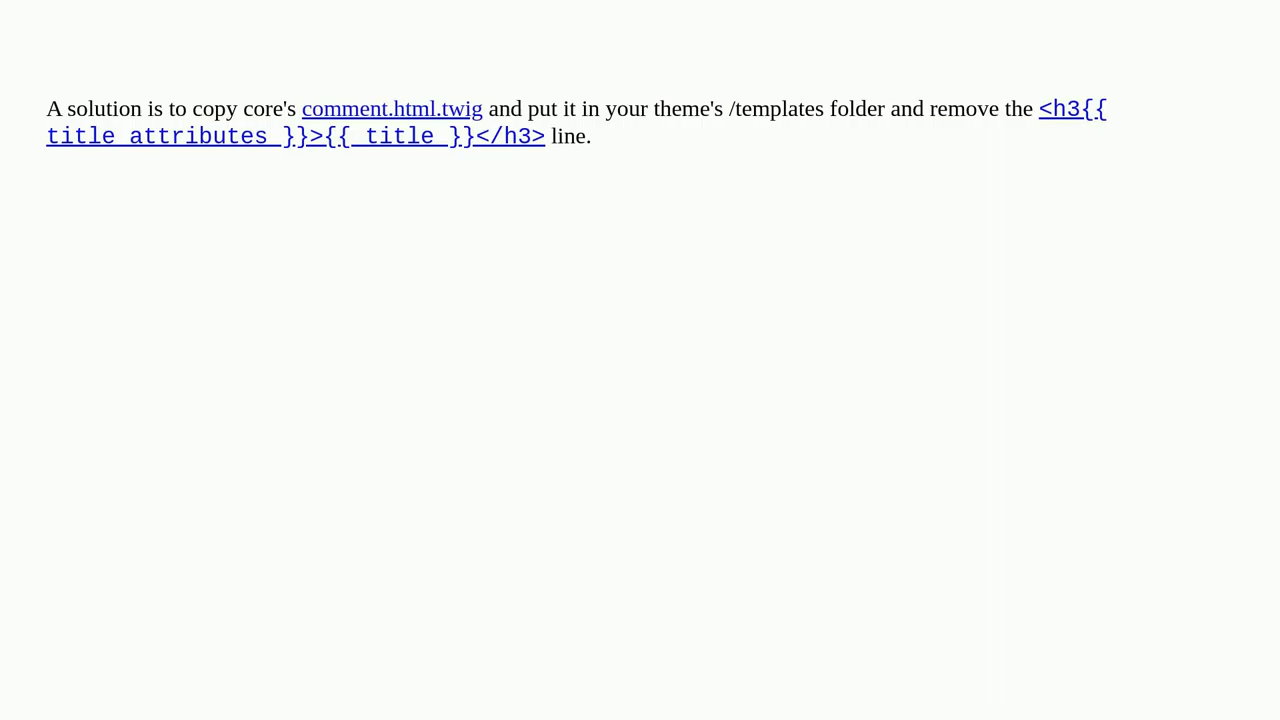 A solution is to copy core's comment.html.twig and put it in your theme's /templates folder and remove the <h3{{
title_attributes }}>{{ title }}</h3> line.